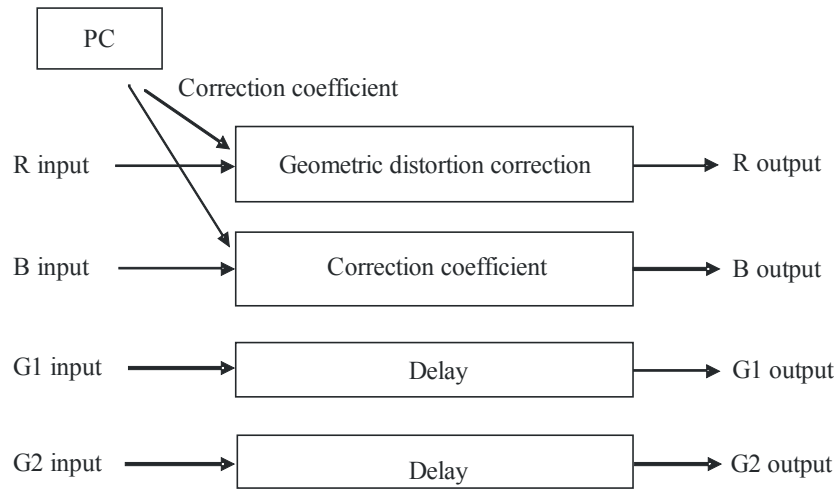 PC
Correction coefficient
R input
Geometric distortion correction
R output
B input
Correction coefficient
B output
G1 input
Delay
G1 output
G2 input
Delay
G2 output